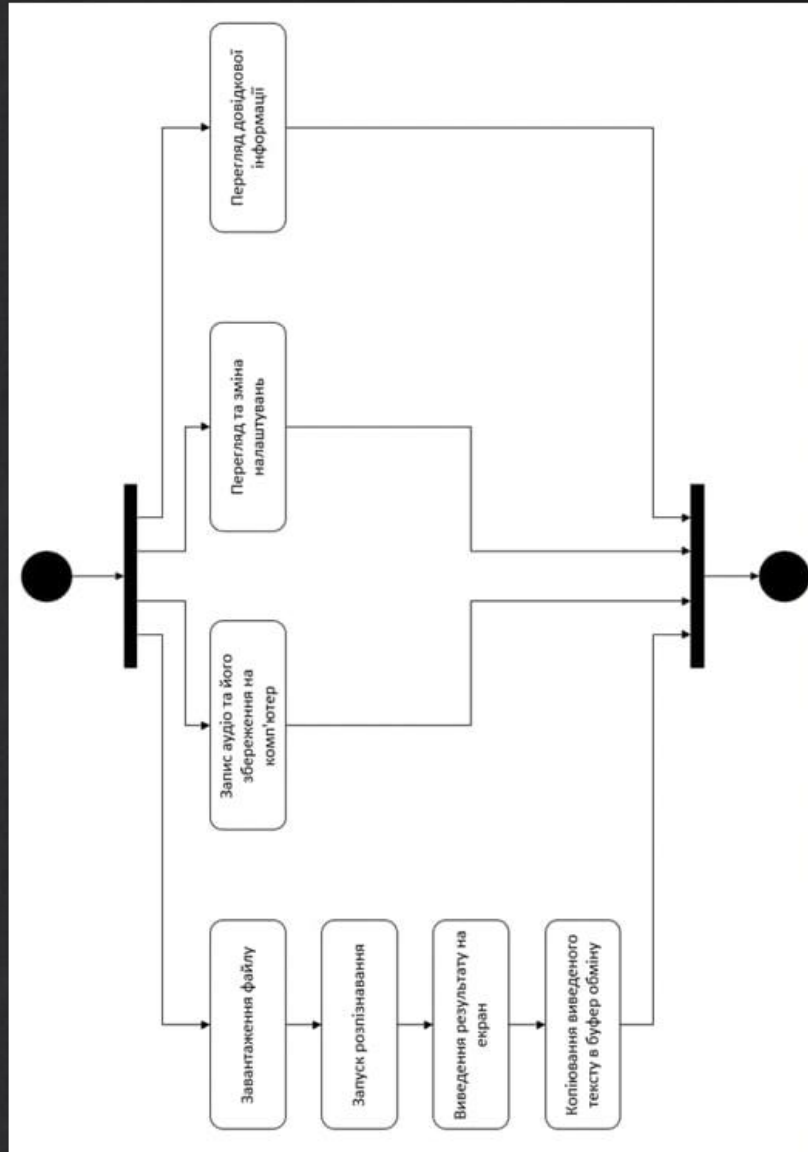 Завантаження файлу
Запуск розпізнавання
Виведення результату на
екран
Копіювання виведеного
тексту в буфер обміну
Запис аудіо та його
збереження на
комп'ютер
Перегляд та зміна
налаштувань
Перегляд довідкової
інформації